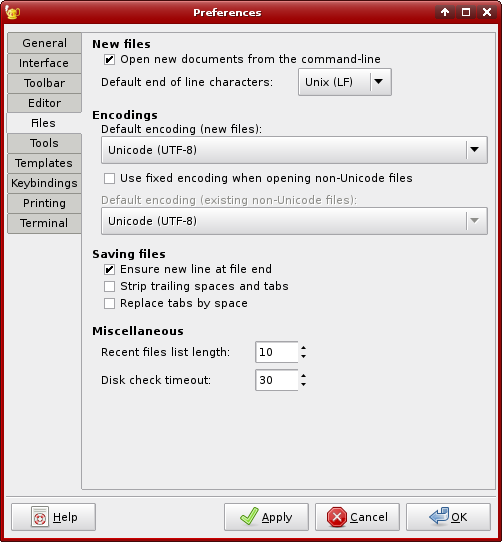 Preferences
General
Interface
Toolbar
Editor
Files
Tools
Templates
Keybindings
Printing
Terminal
New files
Open new documents from the command-line
Default end of line characters: Unix (LF)
Encodings
Default encoding (new files):
Unicode (UTF-8)
Use fixed encoding when opening non-Unicode files
Default encoding (existing non-Unicode files):
Unicode (UTF-8)
Saving files
Ensure new line at file end
Strip trailing spaces and tabs
Replace tabs by space
Miscellaneous
Recent files list length: 10
Disk check timeout: 30
Help Apply Cancel OK